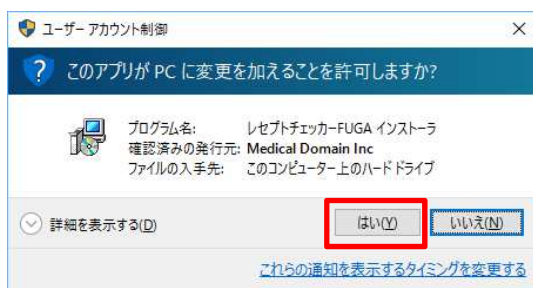 ユーザー アカウント制御
このアプリが PC に変更を加えることを許可しますか?
プログラム名: レセプトチェッカーFUGA インストーラ
確認済みの発行元: Medical Domain Inc
ファイルの入手先: このコンピューター上のハード ドライブ
詳細を表示する(D)
はい(Y)
いいえ(N)
これらの通知を表示するタイミングを変更する